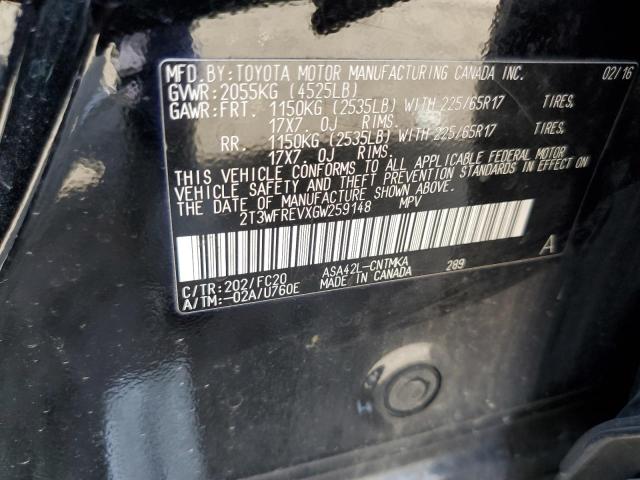 MFD. BY: TOYOTA MOTOR MANUFACTURING CANADA INC. 02/16
GVWR: 2055KG (4525LB)
GAWR: FRT. 1150KG (2535LB) WITH 225/65R17 TIRES,
17X7. 0J RIMS.
RR. 1150KG (2535LB) WITH 225/65R17 TIRES,
17X7. 0J RIMS.
THIS VEHICLE CONFORMS TO ALL APPLICABLE FEDERAL MOTOR
VEHICLE SAFETY AND THEFT PREVENTION STANDARDS IN EFFECT ON
THE DATE OF MANUFACTURE SHOWN ABOVE.
2T3WFREVXGW259148 MPV
A
C/TR: 202/FC20 ASA42L-CNTMKA 289
A/TM: -02A/U760E MADE IN CANADA